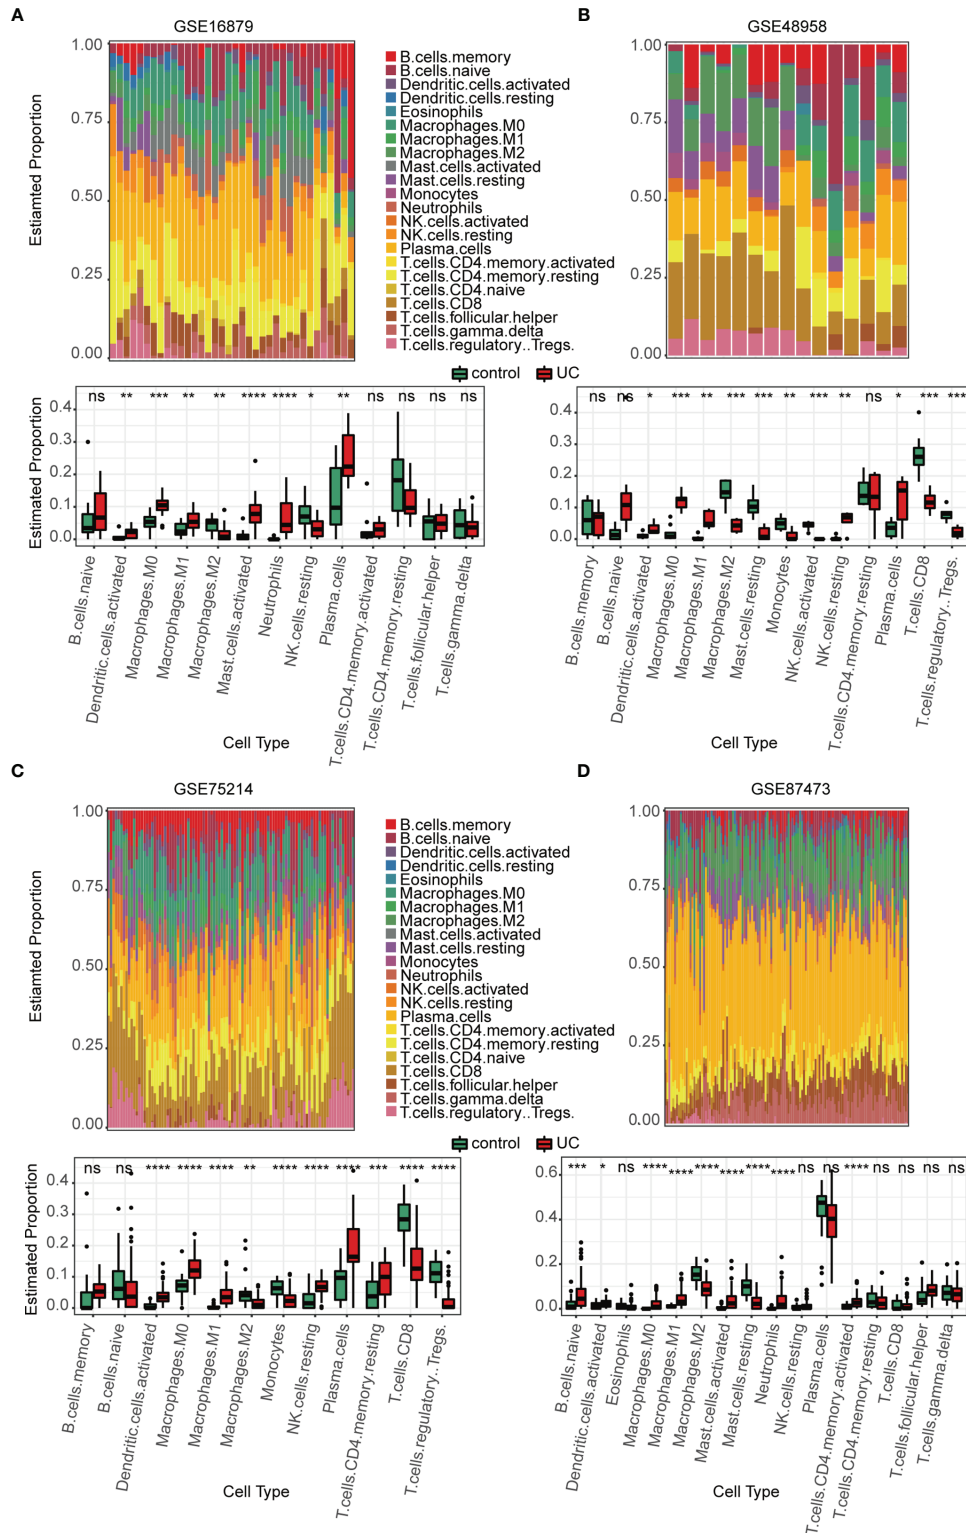 A
GSE16879
Estiamted Proportion
1.00
0.75
0.50
0.25
0.00
B.cells.memory
B.cells.naive
Dendritic.cells.activated
Dendritic.cells.resting
Eosinophils
Macrophages.M0
Macrophages.M1
Macrophages.M2
Mast.cells.activated
Mast.cells.resting
Monocytes
Neutrophils
NK.cells.activated
NK.cells.resting
Plasma.cells
T.cells.CD4.memory.activated
T.cells.CD4.memory.resting
T.cells.CD4.naive
T.cells.CD8
T.cells.follicular.helper
T.cells.gamma.delta
T.cells.regulatory..Tregs.
B
GSE48958
1.00
0.75
0.50
0.25
0.00
control UC
Estimated Proportion
0.4
0.3
0.2
0.1
0.0
ns ** *** ** ** **** **** * ** ns ns ns ns
B.cells.naive
Dendritic.cells.activated
Macrophages.M0
Macrophages.M1
Macrophages.M2
Mast.cells.activated
Neutrophils
NK.cells.resting
Plasma.cells
T.cells.CD4.memory.activated
T.cells.CD4.memory.resting
T.cells.follicular.helper
T.cells.gamma.delta
Cell Type
0.4
0.3
0.2
0.1
0.0
ns ns * *** ** *** *** ** *** ** ns * *** ***
B.cells.memory
B.cells.naive
Dendritic.cells.activated
Macrophages.M0
Macrophages.M1
Macrophages.M2
Mast.cells.resting
Monocytes
NK.cells.activated
NK.cells.resting
T.cells.CD4.memory.resting
Plasma.cells
T.cells.CD8
T.cells.regulatory..Tregs.
Cell Type
C
GSE75214
Estiamted Proportion
1.00
0.75
0.50
0.25
0.00
B.cells.memory
B.cells.naive
Dendritic.cells.activated
Dendritic.cells.resting
Eosinophils
Macrophages.M0
Macrophages.M1
Macrophages.M2
Mast.cells.activated
Mast.cells.resting
Monocytes
Neutrophils
NK.cells.activated
NK.cells.resting
Plasma.cells
T.cells.CD4.memory.activated
T.cells.CD4.memory.resting
T.cells.CD4.naive
T.cells.CD8
T.cells.follicular.helper
T.cells.gamma.delta
T.cells.regulatory..Tregs.
D
GSE87473
1.00
0.75
0.50
0.25
0.00
control UC
Estimated Proportion
0.4
0.3
0.2
0.1
0.0
ns ns **** **** **** ** **** **** **** *** **** ****
B.cells.memory
B.cells.naive
Dendritic.cells.activated
Macrophages.M0
Macrophages.M1
Macrophages.M2
Monocytes
NK.cells.resting
Plasma.cells
T.cells.CD4.memory.resting
T.cells.CD8
T.cells.regulatory..Tregs.
Cell Type
0.6
0.4
0.2
0.0
*** * ns **** **** **** **** **** **** ns ns **** ns ns ns ns
B.cells.naive
Dendritic.cells.activated
Eosinophils
Macrophages.M0
Macrophages.M1
Macrophages.M2
Mast.cells.activated
Mast.cells.resting
Neutrophils
NK.cells.resting
Plasma.cells
T.cells.CD4.memory.activated
T.cells.CD4.memory.resting
T.cells.CD8
T.cells.follicular.helper
T.cells.gamma.delta
Cell Type